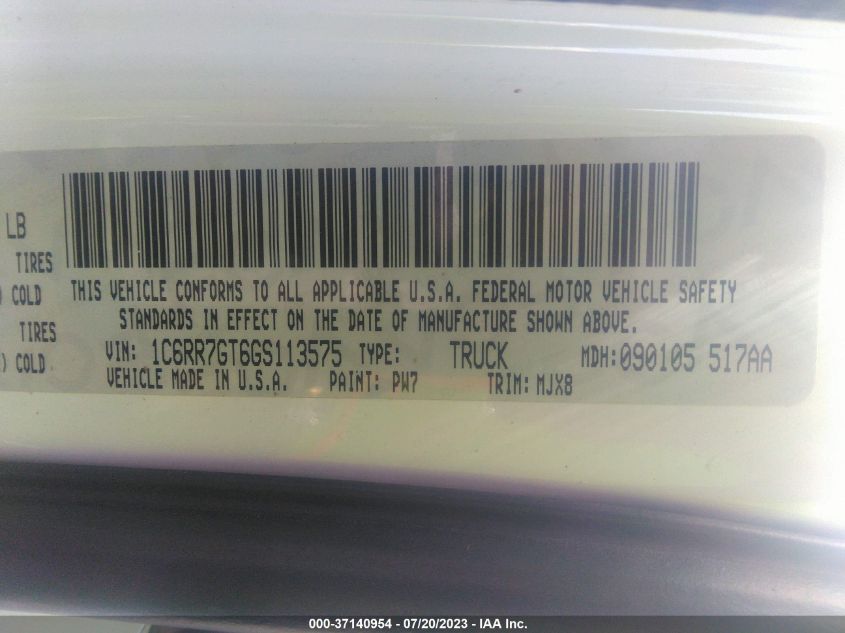 LB
TIRES
) COLD
TIRES
) COLD
THIS VEHICLE CONFORMS TO ALL APPLICABLE U.S.A. FEDERAL MOTOR VEHICLE SAFETY
STANDARDS IN EFFECT ON THE DATE OF MANUFACTURE SHOWN ABOVE.
VIN: 1C6RR7GT6GS113575 TYPE: TRUCK MDH:090105 517AA
VEHICLE MADE IN U.S.A. PAINT: PW7 TRIM: MJX8
000-37140954 - 07/20/2023 - IAA Inc.